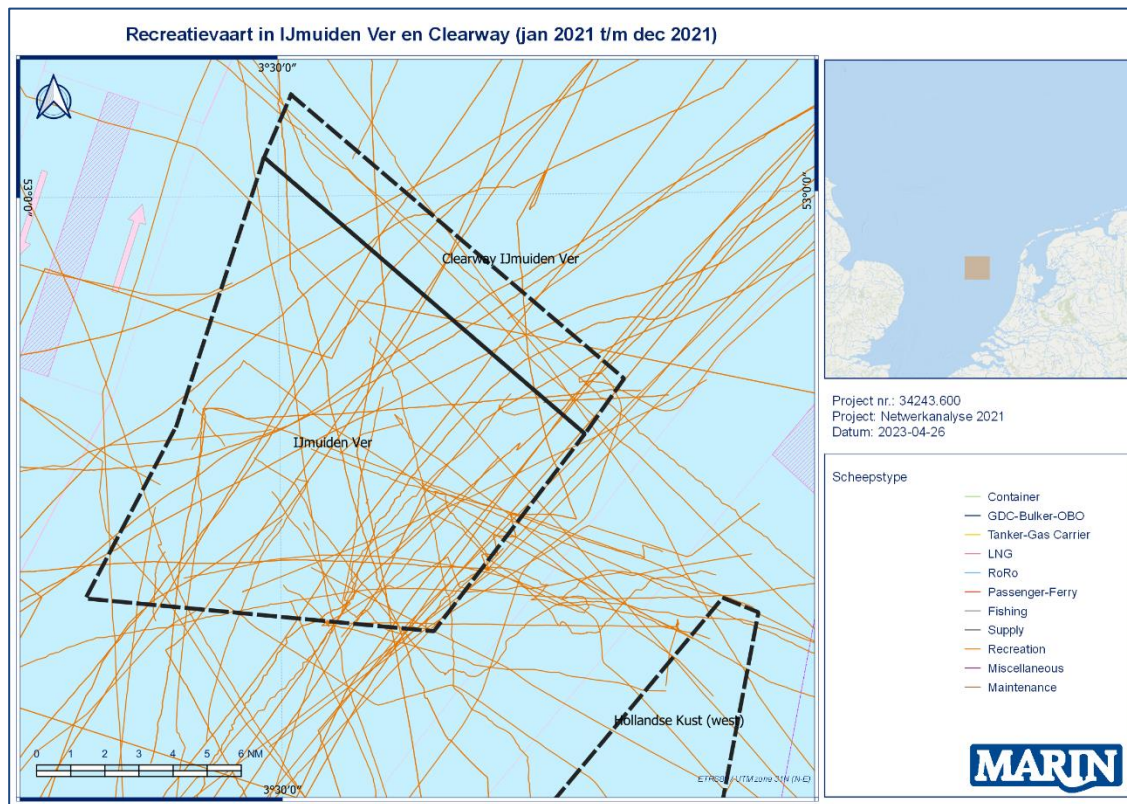 Recreatievaart in IJmuiden Ver en Clearway (jan 2021 t/m dec 2021)
3°30'0"
53°0'0"
53°0'0"
Clearway IJmuiden Ver
IJmuiden Ver
Hollandse Kust (west)
0 1 2 3 4 5 6 NM
3°30'0"
Project nr.: 34243.600
Project: Netwerkanalyse 2021
Datum: 2023-04-26
Scheepstype
Container
GDC-Bulker-OBO
Tanker-Gas Carrier
LNG
RoRo
Passenger-Ferry
Fishing
Supply
Recreation
Miscellaneous
Maintenance
MARIN